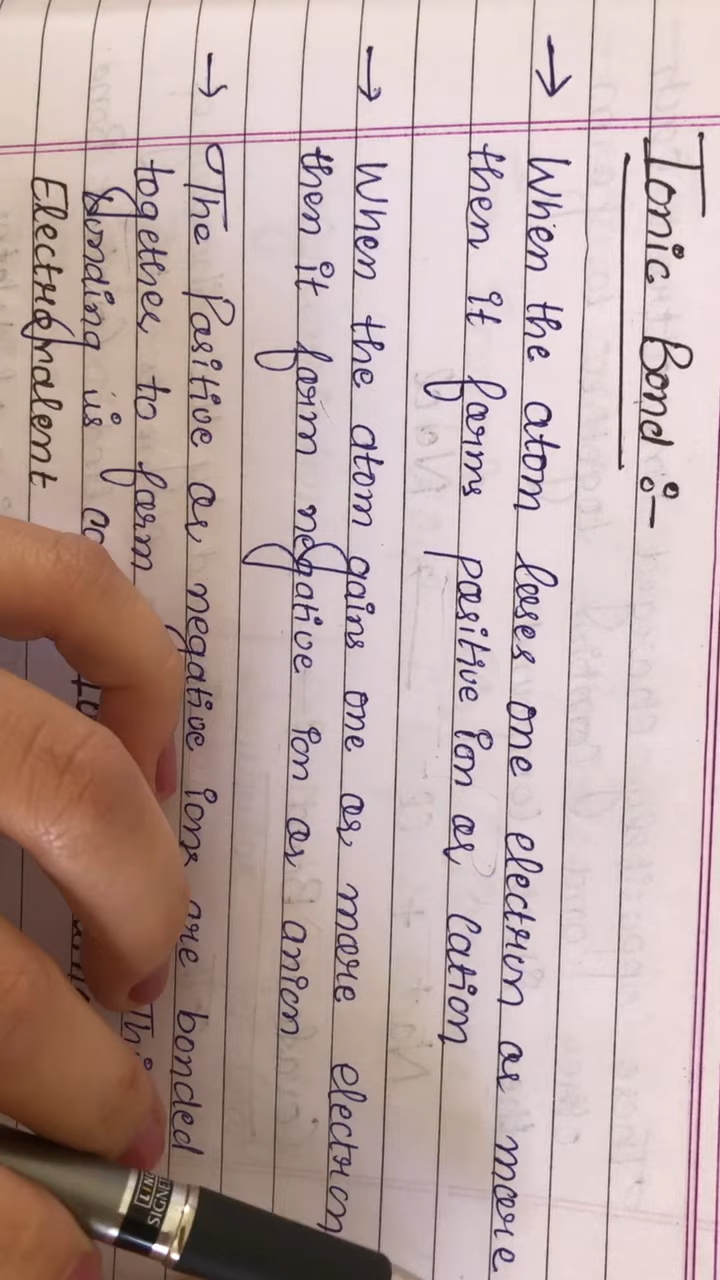 Ionic Bond :-
→ When the atom loses one electron or more
then it forms positive ion or cation
→ When the atom gains one or more electron
then it form negative ion or anion
→ The Positive or negative ions are bonded
together to form
bonding is
Electrovalent